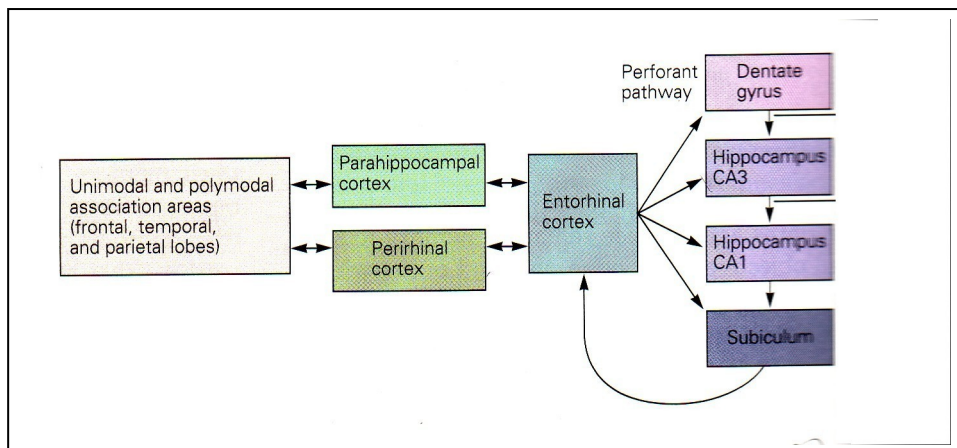 Unimodal and polymodal
association areas
(frontal, temporal,
and parietal lobes)
Parahippocampal
cortex
Perirhinal
cortex
Entorhinal
cortex
Perforant
pathway
Dentate
gyrus
Hippocampus
CA3
Hippocampus
CA1
Subiculum